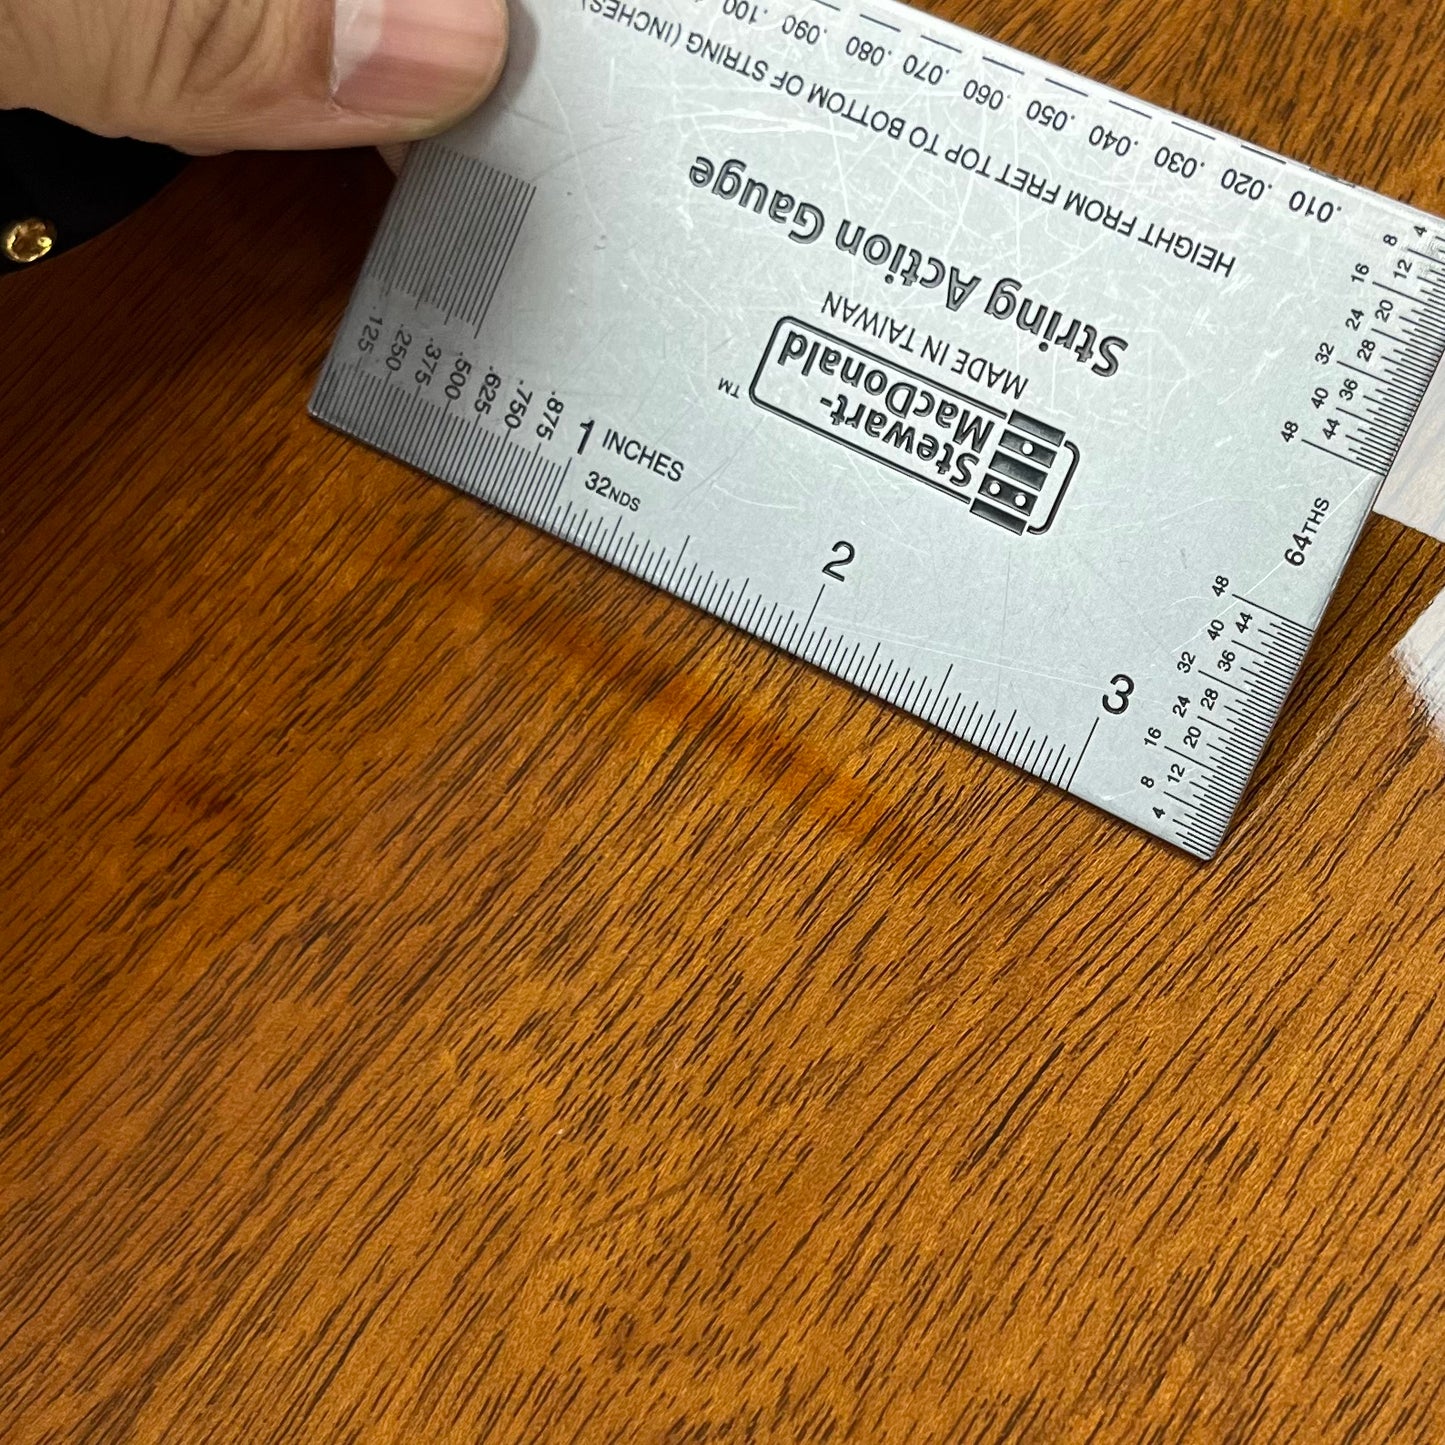 .100 .090 .080 .070 .060 .050 .040 .030 .020 .010
HEIGHT FROM FRET TOP TO BOTTOM OF STRING (INCHES)
String Action Gauge
MADE IN TAIWAN
Stewart-
MacDonald
TM
.125 .250 .375 .500 .625 .750 .875
1 INCHES
32NDS
2
3
64THS
4 8 12 16 20 24 28 32 36 40 44 48
4 8 12 16 20 24 28 32 36 40 44 48